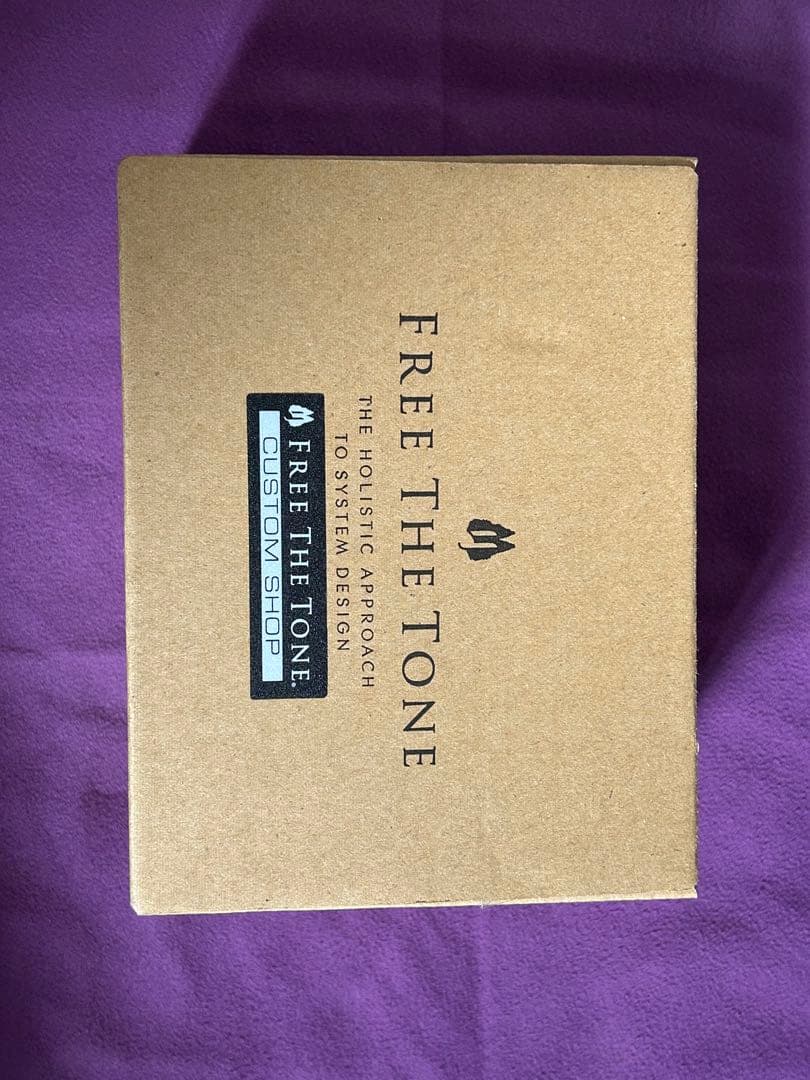 FREE THE TONE
THE HOLISTIC APPROACH
TO SYSTEM DESIGN
FREE THE TONE.
CUSTOM SHOP